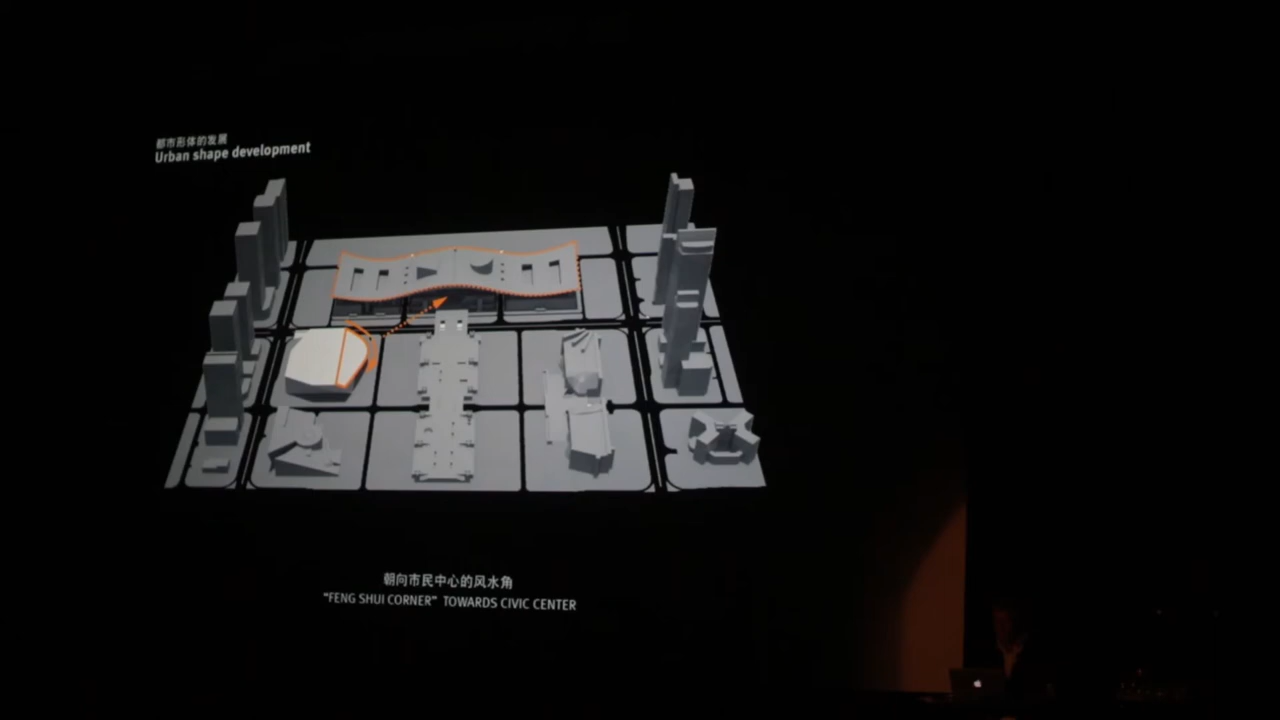 都市形体的发展
Urban shape development
朝向市民中心的风水角
"FENG SHUI CORNER" TOWARDS CIVIC CENTER